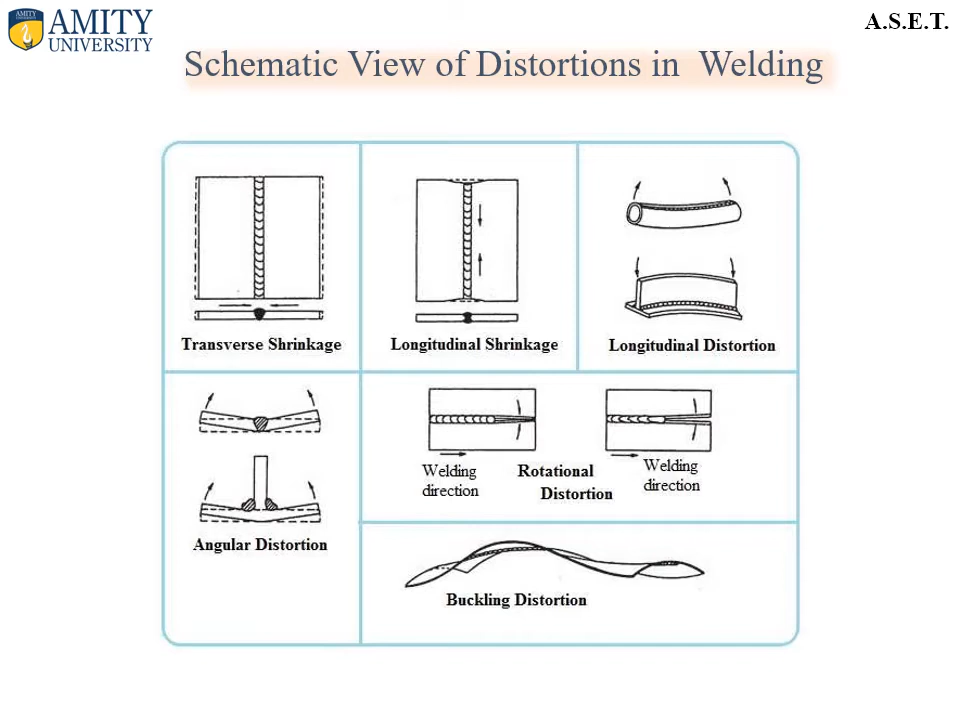 AMITY
UNIVERSITY
A.S.E.T.
Schematic View of Distortions in Welding
Transverse Shrinkage
Longitudinal Shrinkage
Longitudinal Distortion
Angular Distortion
Welding
direction
Rotational
Distortion
Welding
direction
Buckling Distortion